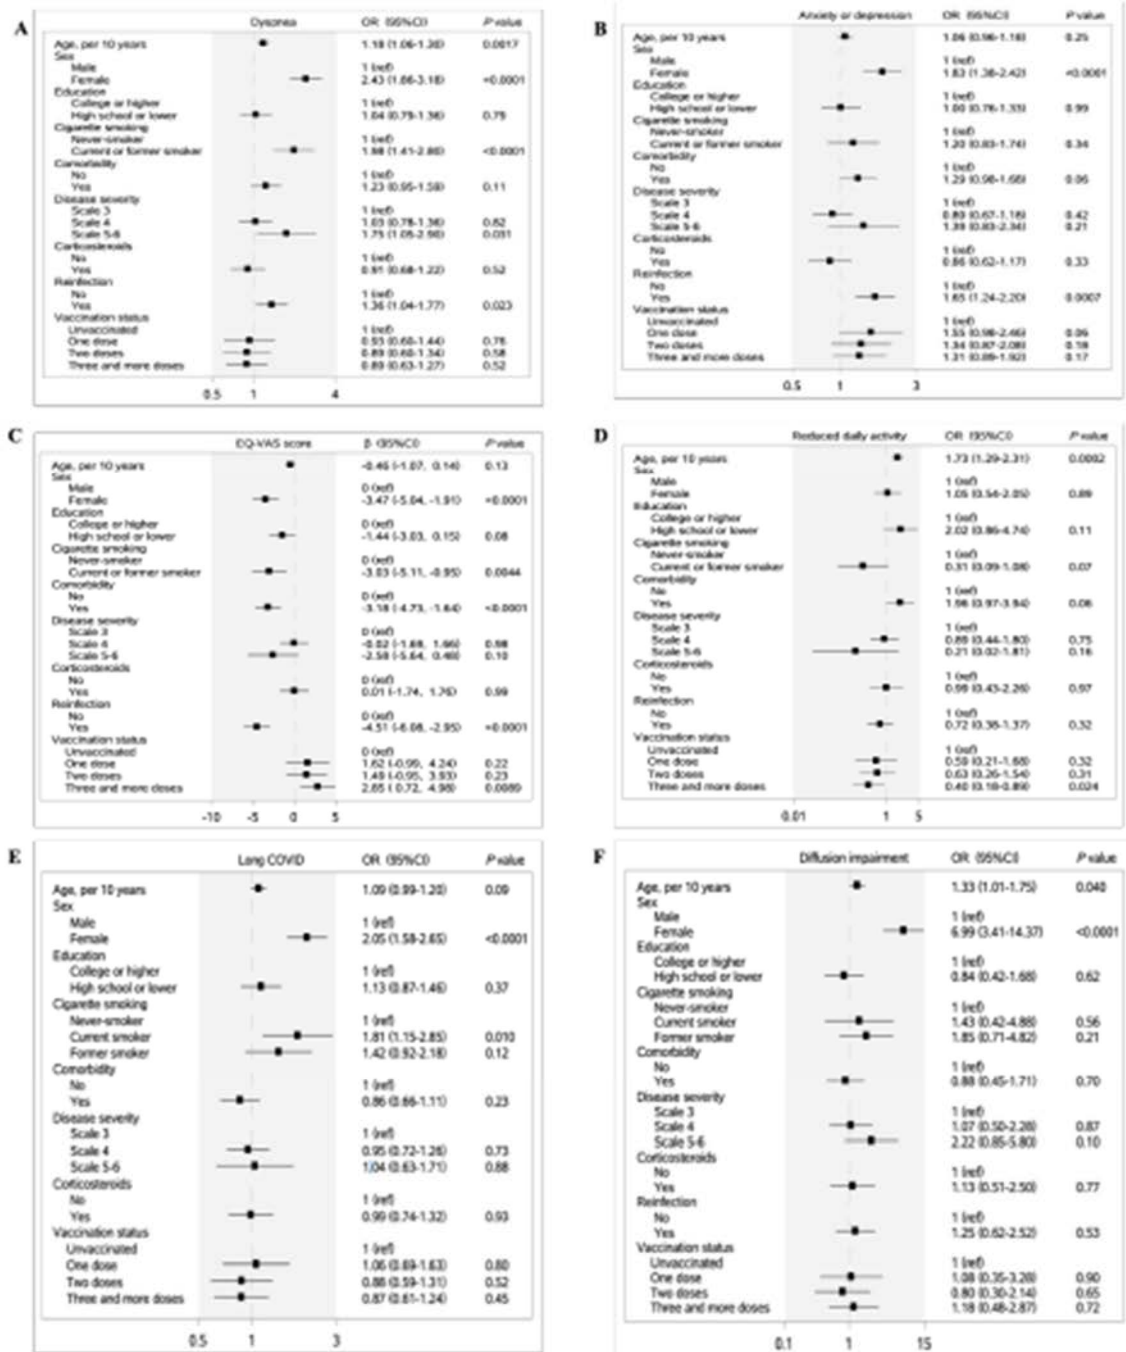 A
Dyspnea OR (95%CI) P value
Age, per 10 years 1.18 (1.06-1.30) 0.0017
Sex
Male 1 (ref)
Female 2.43 (1.86-3.18) <0.0001
Education
College or higher 1 (ref)
High school or lower 1.04 (0.79-1.36) 0.79
Cigarette smoking
Never-smoker 1 (ref)
Current or former smoker 1.98 (1.41-2.80) <0.0001
Comorbidity
No 1 (ref)
Yes 1.23 (0.95-1.59) 0.11
Disease severity
Scale 3 1 (ref)
Scale 4 1.03 (0.78-1.36) 0.82
Scale 5-6 1.75 (1.05-2.90) 0.031
Corticosteroids
No 1 (ref)
Yes 0.91 (0.68-1.22) 0.52
Reinfection
No 1 (ref)
Yes 1.36 (1.04-1.77) 0.023
Vaccination status
Unvaccinated 1 (ref)
One dose 0.93 (0.60-1.44) 0.76
Two doses 0.89 (0.60-1.34) 0.58
Three and more doses 0.89 (0.63-1.27) 0.52
0.5 1 4
B
Anxiety or depression OR (95%CI) P value
Age, per 10 years 1.06 (0.96-1.18) 0.25
Sex
Male 1 (ref)
Female 1.83 (1.38-2.42) <0.0001
Education
College or higher 1 (ref)
High school or lower 1.00 (0.76-1.33) 0.99
Cigarette smoking
Never-smoker 1 (ref)
Current or former smoker 1.20 (0.83-1.74) 0.34
Comorbidity
No 1 (ref)
Yes 1.29 (0.98-1.68) 0.06
Disease severity
Scale 3 1 (ref)
Scale 4 0.89 (0.67-1.18) 0.42
Scale 5-6 1.39 (0.83-2.34) 0.21
Corticosteroids
No 1 (ref)
Yes 0.86 (0.62-1.17) 0.33
Reinfection
No 1 (ref)
Yes 1.65 (1.24-2.20) 0.0007
Vaccination status
Unvaccinated 1 (ref)
One dose 1.55 (0.98-2.46) 0.06
Two doses 1.34 (0.87-2.08) 0.18
Three and more doses 1.31 (0.89-1.92) 0.17
0.5 1 3
C
EQ-VAS score β (95%CI) P value
Age, per 10 years -0.46 (-1.07, 0.14) 0.13
Sex
Male 0 (ref)
Female -3.47 (-5.04, -1.91) <0.0001
Education
College or higher 0 (ref)
High school or lower -1.44 (-3.03, 0.15) 0.08
Cigarette smoking
Never-smoker 0 (ref)
Current or former smoker -3.03 (-5.11, -0.95) 0.0044
Comorbidity
No 0 (ref)
Yes -3.18 (-4.73, -1.64) <0.0001
Disease severity
Scale 3 0 (ref)
Scale 4 -0.02 (-1.68, 1.66) 0.98
Scale 5-6 -2.58 (-5.64, 0.48) 0.10
Corticosteroids
No 0 (ref)
Yes 0.01 (-1.74, 1.76) 0.99
Reinfection
No 0 (ref)
Yes -4.51 (-6.08, -2.95) <0.0001
Vaccination status
Unvaccinated 0 (ref)
One dose 1.62 (-0.99, 4.24) 0.22
Two doses 1.49 (-0.95, 3.93) 0.23
Three and more doses 2.85 (0.72, 4.98) 0.0089
-10 -5 0 5
D
Reduced daily activity OR (95%CI) P value
Age, per 10 years 1.73 (1.29-2.31) 0.0002
Sex
Male 1 (ref)
Female 1.05 (0.54-2.05) 0.89
Education
College or higher 1 (ref)
High school or lower 2.02 (0.86-4.74) 0.11
Cigarette smoking
Never-smoker 1 (ref)
Current or former smoker 0.31 (0.09-1.08) 0.07
Comorbidity
No 1 (ref)
Yes 1.96 (0.97-3.94) 0.06
Disease severity
Scale 3 1 (ref)
Scale 4 0.89 (0.44-1.80) 0.75
Scale 5-6 0.21 (0.02-1.81) 0.16
Corticosteroids
No 1 (ref)
Yes 0.99 (0.43-2.26) 0.97
Reinfection
No 1 (ref)
Yes 0.72 (0.38-1.37) 0.32
Vaccination status
Unvaccinated 1 (ref)
One dose 0.59 (0.21-1.68) 0.32
Two doses 0.63 (0.26-1.54) 0.31
Three and more doses 0.40 (0.18-0.89) 0.024
0.01 1 5
E
Long COVID OR (95%CI) P value
Age, per 10 years 1.09 (0.99-1.20) 0.09
Sex
Male 1 (ref)
Female 2.05 (1.58-2.65) <0.0001
Education
College or higher 1 (ref)
High school or lower 1.13 (0.87-1.46) 0.37
Cigarette smoking
Never-smoker 1 (ref)
Current smoker 1.81 (1.15-2.85) 0.010
Former smoker 1.42 (0.92-2.18) 0.12
Comorbidity
No 1 (ref)
Yes 0.86 (0.66-1.11) 0.23
Disease severity
Scale 3 1 (ref)
Scale 4 0.95 (0.72-1.26) 0.73
Scale 5-6 1.04 (0.63-1.71) 0.88
Corticosteroids
No 1 (ref)
Yes 0.99 (0.74-1.32) 0.93
Vaccination status
Unvaccinated 1 (ref)
One dose 1.06 (0.69-1.63) 0.80
Two doses 0.88 (0.59-1.31) 0.52
Three and more doses 0.87 (0.61-1.24) 0.45
0.5 1 3
F
Diffusion impairment OR (95%CI) P value
Age, per 10 years 1.33 (1.01-1.75) 0.040
Sex
Male 1 (ref)
Female 6.99 (3.41-14.37) <0.0001
Education
College or higher 1 (ref)
High school or lower 0.84 (0.42-1.68) 0.62
Cigarette smoking
Never-smoker 1 (ref)
Current smoker 1.43 (0.42-4.88) 0.56
Former smoker 1.85 (0.71-4.82) 0.21
Comorbidity
No 1 (ref)
Yes 0.88 (0.45-1.71) 0.70
Disease severity
Scale 3 1 (ref)
Scale 4 1.07 (0.50-2.28) 0.87
Scale 5-6 2.22 (0.85-5.80) 0.10
Corticosteroids
No 1 (ref)
Yes 1.13 (0.51-2.50) 0.77
Reinfection
No 1 (ref)
Yes 1.25 (0.62-2.52) 0.53
Vaccination status
Unvaccinated 1 (ref)
One dose 1.08 (0.35-3.28) 0.90
Two doses 0.80 (0.30-2.14) 0.65
Three and more doses 1.18 (0.48-2.87) 0.72
0.1 1 15